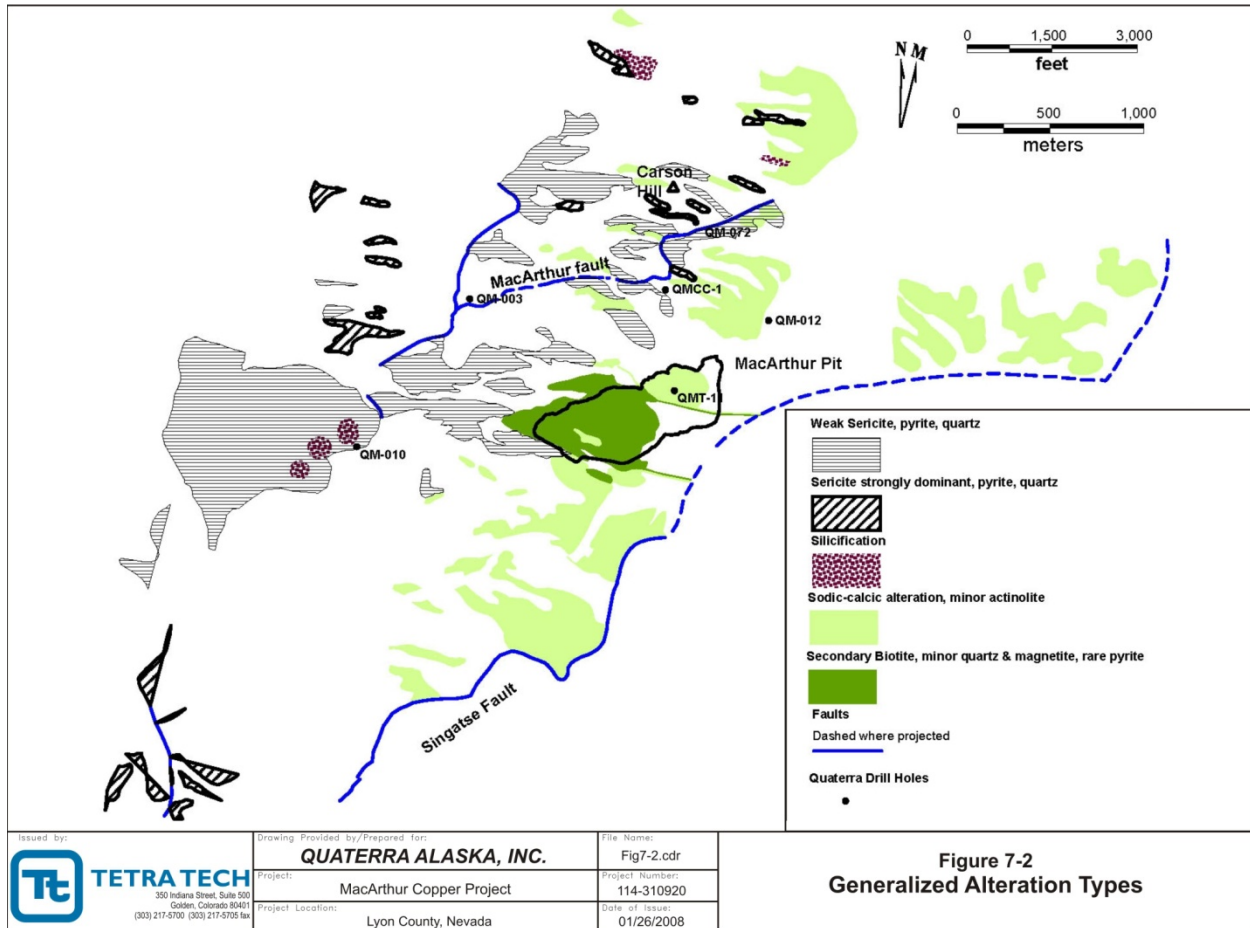 N M
0 1,500 3,000
feet
0 500 1,000
meters
Carson
Hill
QM-072
MacArthur fault
QM-003
QMCC-1
QM-012
MacArthur Pit
QMT-11
QM-010
Singatse Fault
Weak Sericite, pyrite, quartz
Sericite strongly dominant, pyrite, quartz
Silicification
Sodic-calcic alteration, minor actinolite
Secondary Biotite, minor quartz & magnetite, rare pyrite
Faults
Dashed where projected
Quaterra Drill Holes
Issued by:
Tt TETRA TECH
350 Indiana Street, Suite 500
Golden, Colorado 80401
(303) 217-5700 (303) 217-5705 fax
Drawing Provided by/Prepared for:
QUATERRA ALASKA, INC.
Project:
MacArthur Copper Project
Project Location:
Lyon County, Nevada
File Name:
Fig7-2.cdr
Project Number:
114-310920
Date of Issue:
01/26/2008
Figure 7-2
Generalized Alteration Types